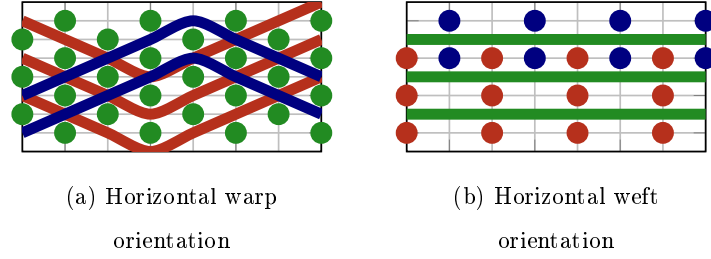 (a) Horizontal warp
orientation
(b) Horizontal weft
orientation